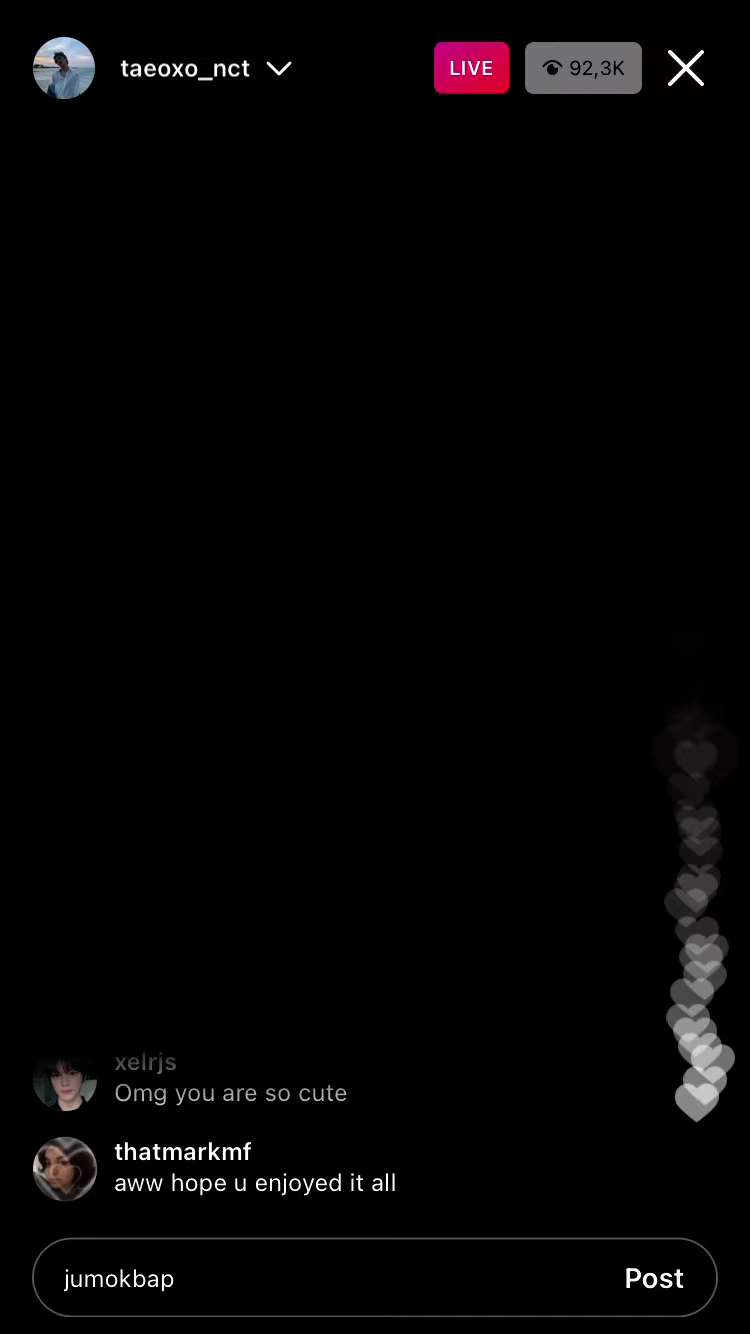 taeoxo_nct
LIVE
92,3K
xelrjs
Omg you are so cute
thatmarkmf
aww hope u enjoyed it all
jumokbap
Post